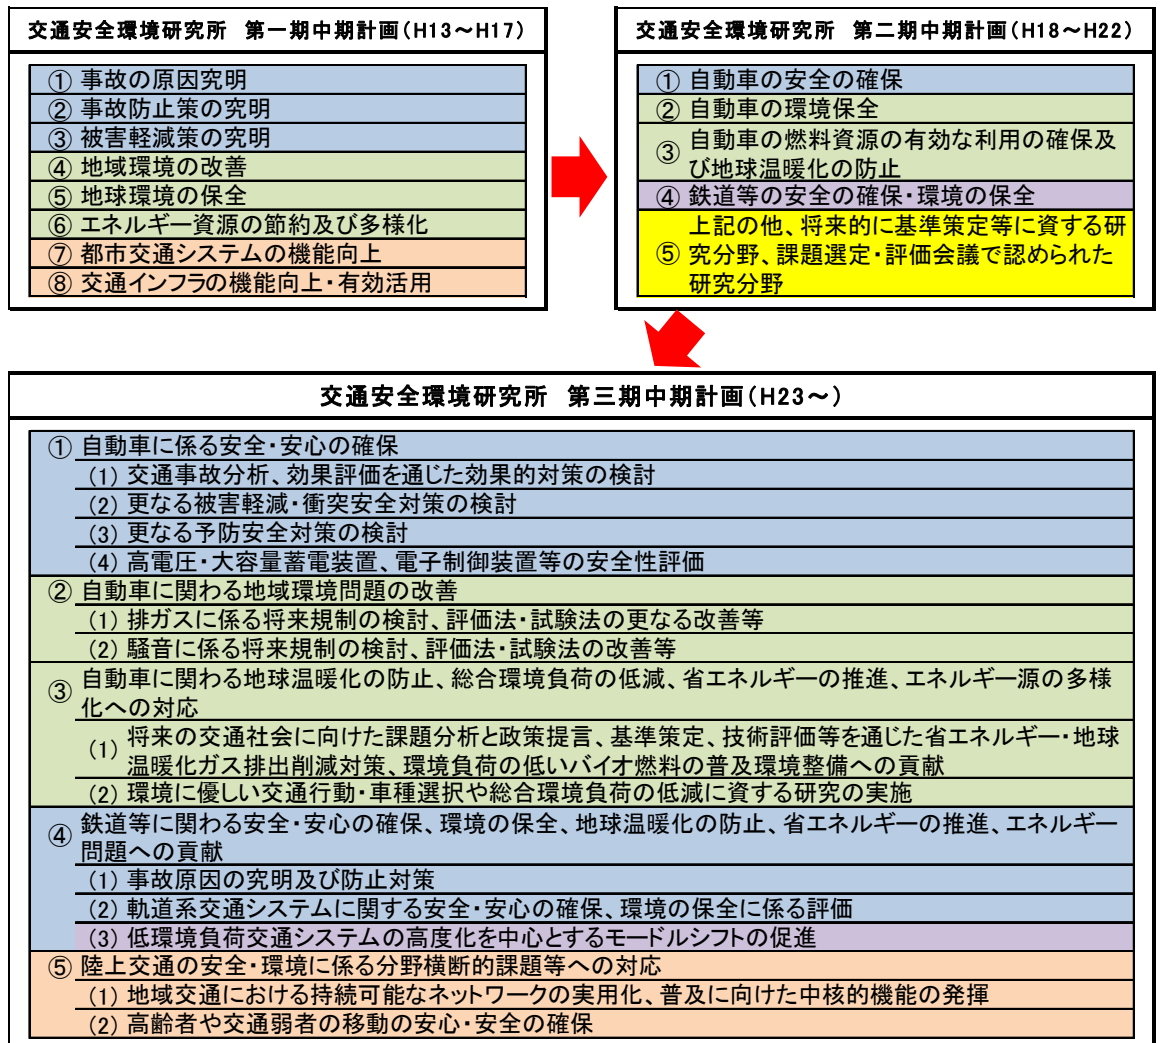 交通安全環境研究所　第一期中期計画(H13～H17)
① 事故の原因究明
② 事故防止策の究明
③ 被害軽減策の究明
④ 地域環境の改善
⑤ 地球環境の保全
⑥ エネルギー資源の節約及び多様化
⑦ 都市交通システムの機能向上
⑧ 交通インフラの機能向上・有効活用
交通安全環境研究所　第二期中期計画(H18～H22)
① 自動車の安全の確保
② 自動車の環境保全
③ 自動車の燃料資源の有効な利用の確保及
び地球温暖化の防止
④ 鉄道等の安全の確保・環境の保全
上記の他、将来的に基準策定等に資する研
⑤ 究分野、課題選定・評価会議で認められた
研究分野
交通安全環境研究所　第三期中期計画(H23～)
① 自動車に係る安全・安心の確保
(1) 交通事故分析、効果評価を通じた効果的対策の検討
(2) 更なる被害軽減・衝突安全対策の検討
(3) 更なる予防安全対策の検討
(4) 高電圧・大容量蓄電装置、電子制御装置等の安全性評価
② 自動車に関わる地域環境問題の改善
(1) 排ガスに係る将来規制の検討、評価法・試験法の更なる改善等
(2) 騒音に係る将来規制の検討、評価法・試験法の改善等
③ 自動車に関わる地球温暖化の防止、総合環境負荷の低減、省エネルギーの推進、エネルギー源の多様
化への対応
(1) 将来の交通社会に向けた課題分析と政策提言、基準策定、技術評価等を通じた省エネルギー・地球
温暖化ガス排出削減対策、環境負荷の低いバイオ燃料の普及環境整備への貢献
(2) 環境に優しい交通行動・車種選択や総合環境負荷の低減に資する研究の実施
④ 鉄道等に関わる安全・安心の確保、環境の保全、地球温暖化の防止、省エネルギーの推進、エネルギー
問題への貢献
(1) 事故原因の究明及び防止対策
(2) 軌道系交通システムに関する安全・安心の確保、環境の保全に係る評価
(3) 低環境負荷交通システムの高度化を中心とするモードルシフトの促進
⑤ 陸上交通の安全・環境に係る分野横断的課題等への対応
(1) 地域交通における持続可能なネットワークの実用化、普及に向けた中核的機能の発揮
(2) 高齢者や交通弱者の移動の安心・安全の確保